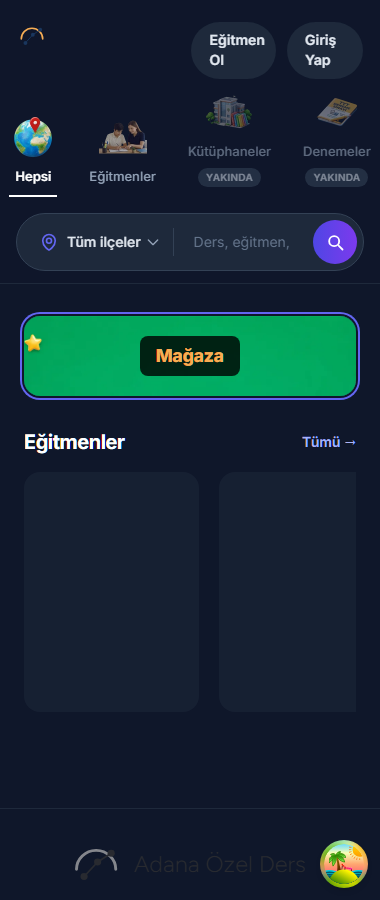 Eğitmen
Ol
Giriş
Yap
Hepsi
Eğitmenler
Kütüphaneler
YAKINDA
Denemeler
YAKINDA
Tüm ilçeler
Ders, eğitmen,
Mağaza
Eğitmenler
Tümü →
Adana Özel Ders